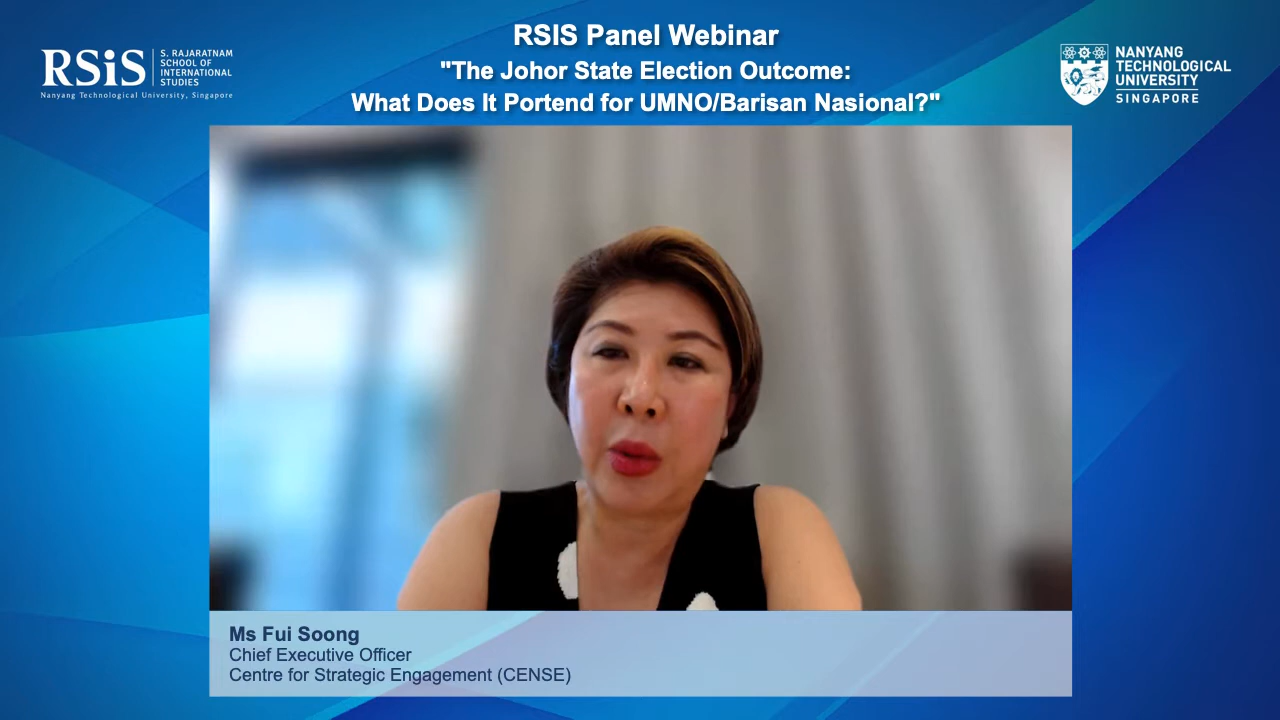 RSIS Panel Webinar
"The Johor State Election Outcome:
What Does It Portend for UMNO/Barisan Nasional?"
RSiS
S. RAJARATNAM
SCHOOL OF
INTERNATIONAL
STUDIES
Nanyang Technological University, Singapore
NANYANG
TECHNOLOGICAL
UNIVERSITY
SINGAPORE
Ms Fui Soong
Chief Executive Officer
Centre for Strategic Engagement (CENSE)